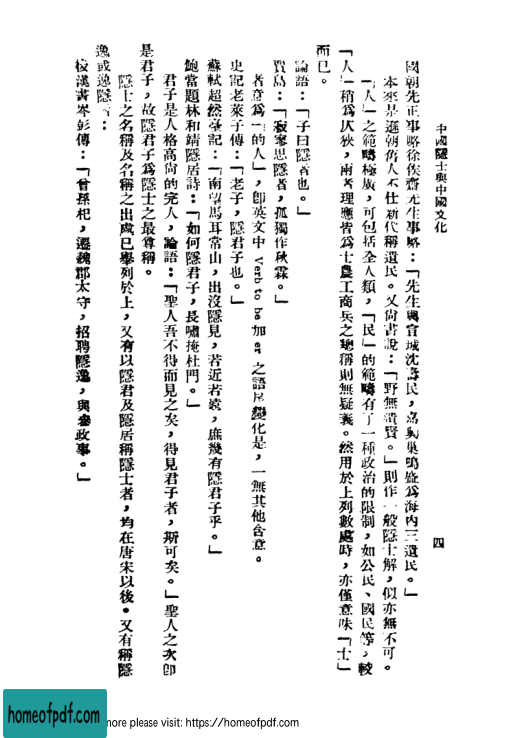 中國隱士與中國文化
四
國朝先正事略徐俟齋先生事略：「先生與宣城沈壽民，嘉興巢鳴盛爲海內三遺民。」
本來是遜朝舊人不仕新代稱遺民。又尚書說：「野無遺賢。」則作一般隱士解，似亦無不可。
「人」之範疇極廣，可包括全人類，「民」的範疇有了一種政治的限制，如公民、國民等，較
「人」稍爲仄狹，兩者理應皆爲士農工商兵之總稱則無疑義。然用於上列數處時，亦僅意味「士」
而已。
論語：「子曰隱者也。」
賈島：「寂寥思隱者，孤獨作秋霖。」
者意爲「的人」，卽英文中 Verb to be 加 er 之語尾變化是，一無其他含意。
史記老萊子傳：「老子，隱君子也。」
蘇軾超然臺記：「南望馬耳常山，出沒隱見，若近若遠，庶幾有隱君子乎。」
鮑當題林和靖隱居詩：「如何隱君子，長嘯掩杜門。」
君子是人格高尚的完人，論語：「聖人吾不得而見之矣，得見君子者，斯可矣。」聖人之次卽
是君子，故隱君子爲隱士之最尊稱。
隱士之名稱及名稱之出處已舉列於上，又有以隱君及隱居稱隱士者，均在唐宋以後。又有稱隱
逸或逸隱者：
後漢書岑彭傳：「曾孫杞，遷魏郡太守，招聘隱逸，與參政事。」
homeofpdf.com
more please visit: https://homeofpdf.com